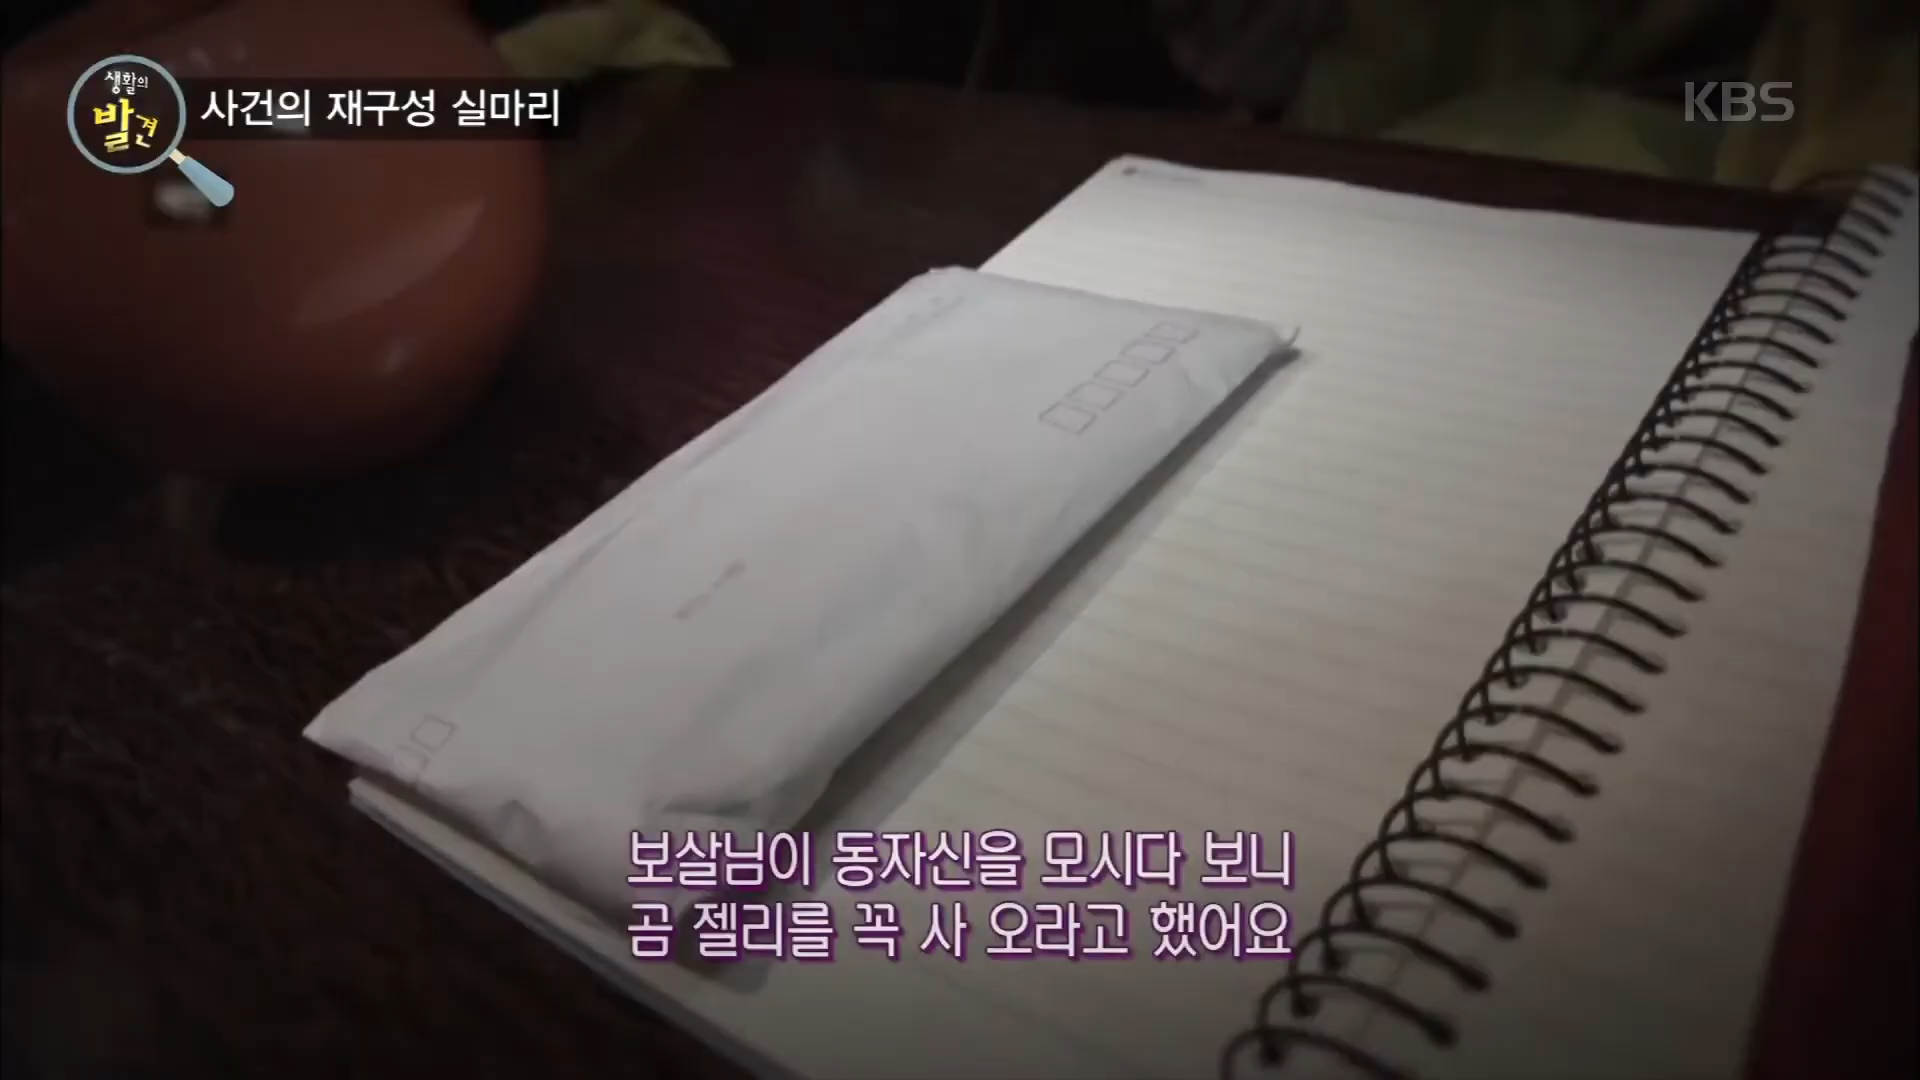 생활의
발견
사건의 재구성 실마리
KBS
보살님이 동자신을 모시다 보니
곰 젤리를 꼭 사 오라고 했어요